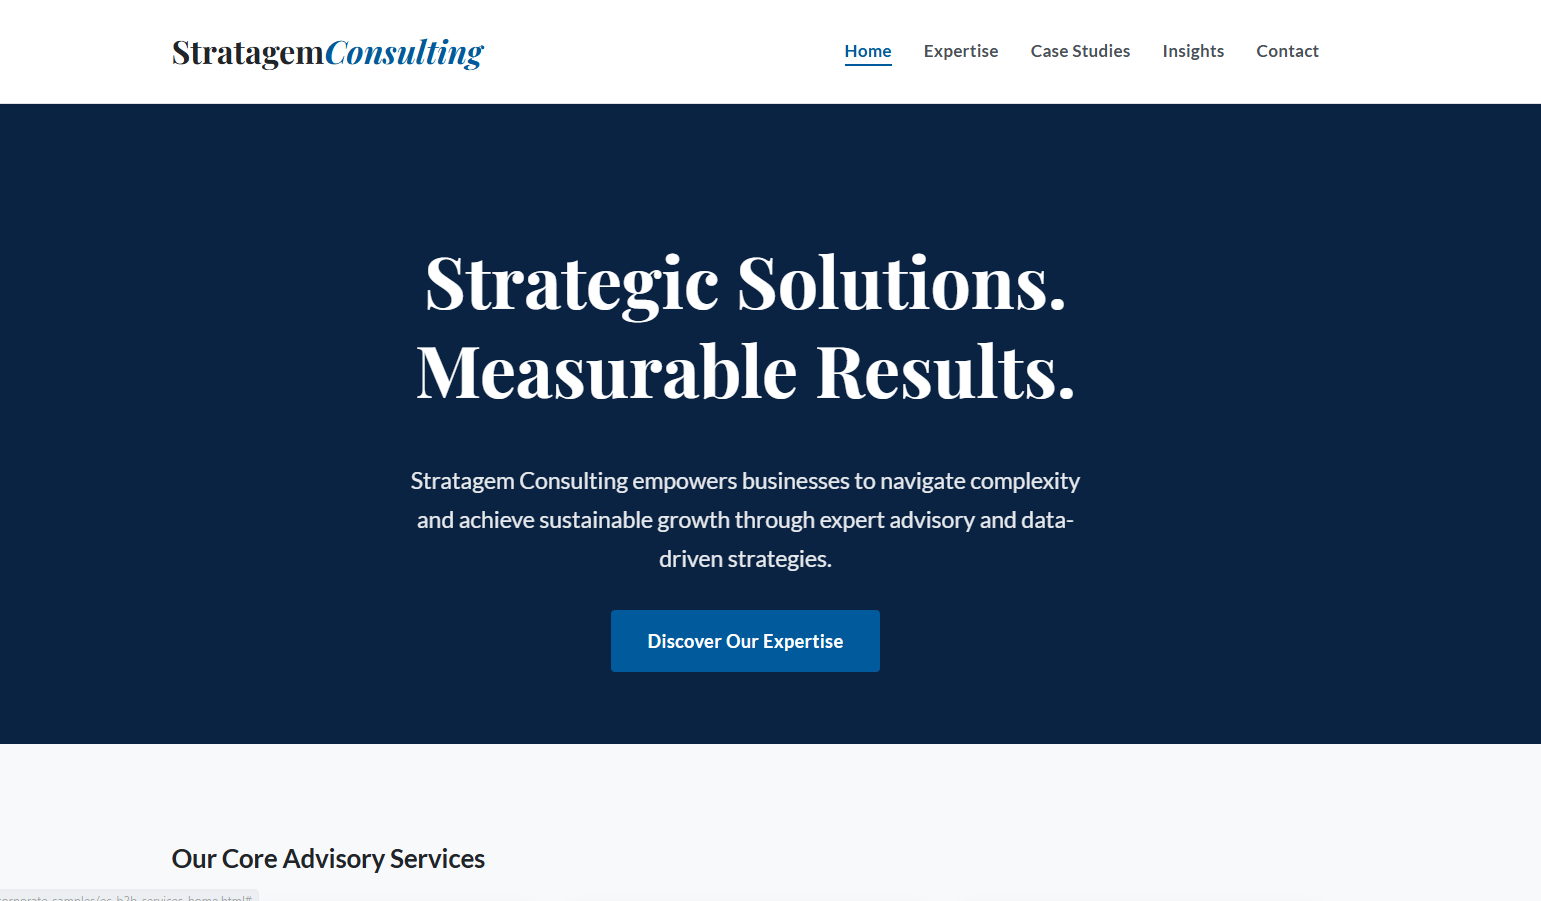 StratagemConsulting
Home Expertise Case Studies Insights Contact
Strategic Solutions.
Measurable Results.
Stratagem Consulting empowers businesses to navigate complexity
and achieve sustainable growth through expert advisory and data-
driven strategies.
Discover Our Expertise
Our Core Advisory Services